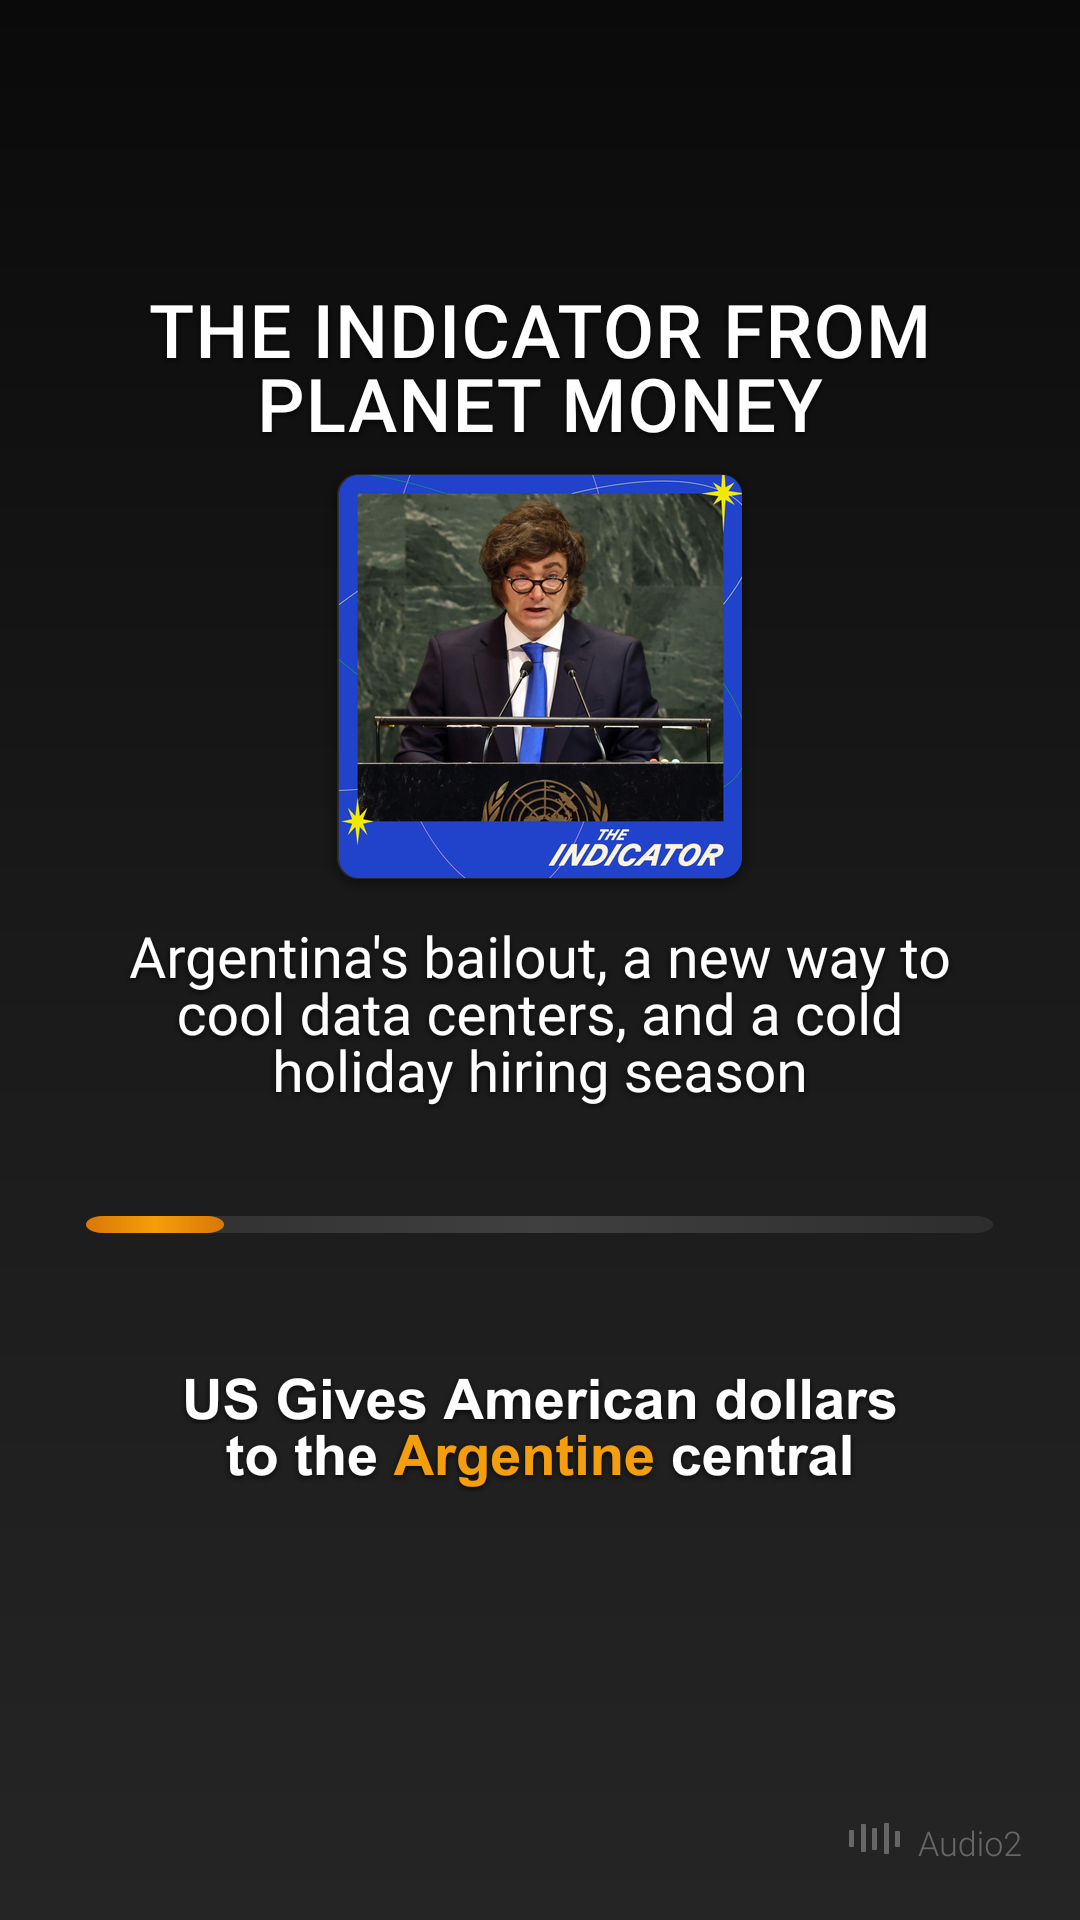 THE INDICATOR FROM
PLANET MONEY
THE
INDICATOR
Argentina's bailout, a new way to
cool data centers, and a cold
holiday hiring season
US Gives American dollars
to the Argentine central
Audio2